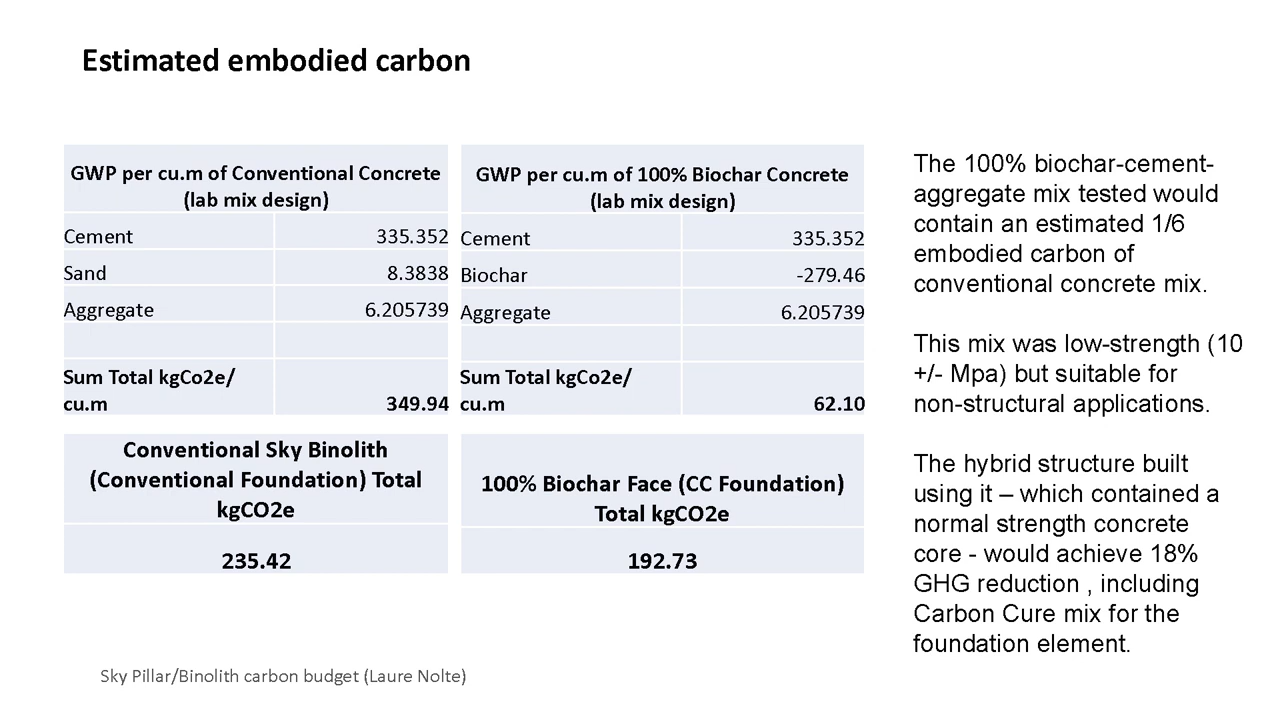 Estimated embodied carbon
GWP per cu.m of Conventional Concrete
(lab mix design)
Cement 335.352
Sand 8.3838
Aggregate 6.205739
Sum Total kgCo2e/
cu.m 349.94
GWP per cu.m of 100% Biochar Concrete
(lab mix design)
Cement 335.352
Biochar -279.46
Aggregate 6.205739
Sum Total kgCo2e/
cu.m 62.10
Conventional Sky Binolith
(Conventional Foundation) Total
kgCO2e
235.42
100% Biochar Face (CC Foundation)
Total kgCO2e
192.73
The 100% biochar-cement-
aggregate mix tested would
contain an estimated 1/6
embodied carbon of
conventional concrete mix.
This mix was low-strength (10
+/- Mpa) but suitable for
non-structural applications.
The hybrid structure built
using it – which contained a
normal strength concrete
core - would achieve 18%
GHG reduction , including
Carbon Cure mix for the
foundation element.
Sky Pillar/Binolith carbon budget (Laure Nolte)